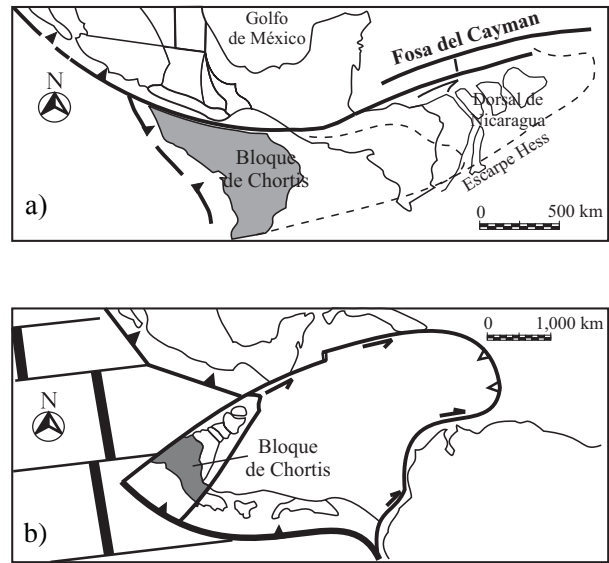 Golfo
de México
Fosa del Cayman
N
Dorsal de
Nicaragua
Bloque
de Chortis
Escarpe Hess
a)
0 500 km
0 1,000 km
N
Bloque
de Chortis
b)